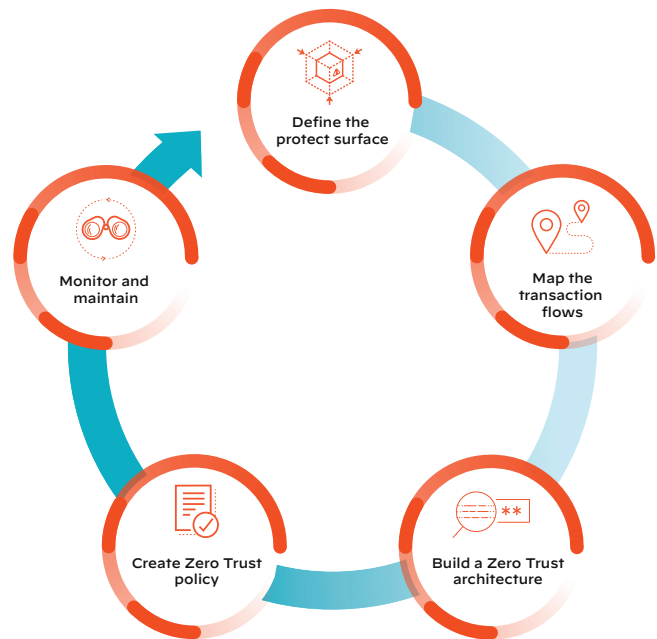 Define the
protect surface
Map the
transaction
flows
Build a Zero Trust
architecture
**
Create Zero Trust
policy
Monitor and
maintain